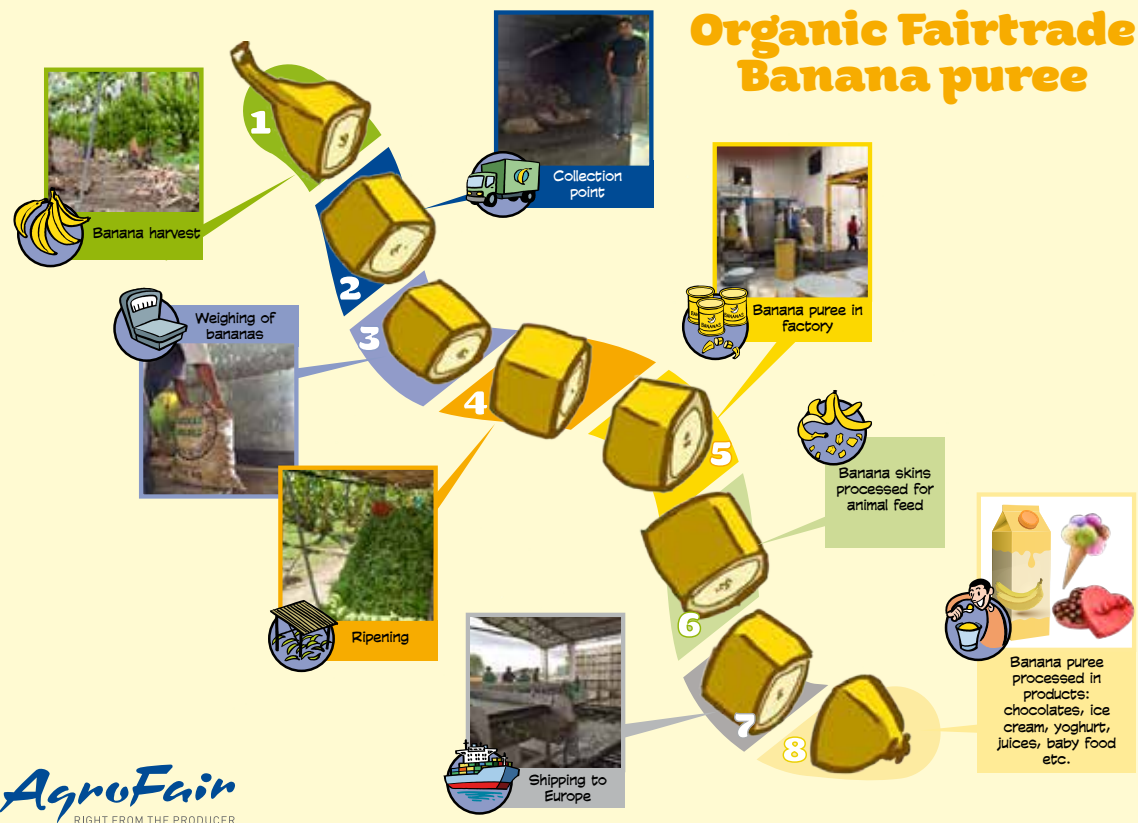 Organic Fairtrade
Banana puree
1
Banana harvest
2
Collection
point
3
Weighing of
bananas
4
Ripening
5
Banana puree in
factory
BANANAS
6
Banana skins
processed for
animal feed
7
Shipping to
Europe
8
Banana puree
processed in
products:
chocolates, ice
cream, yoghurt,
juices, baby food
etc.
AgroFair
RIGHT FROM THE PRODUCER